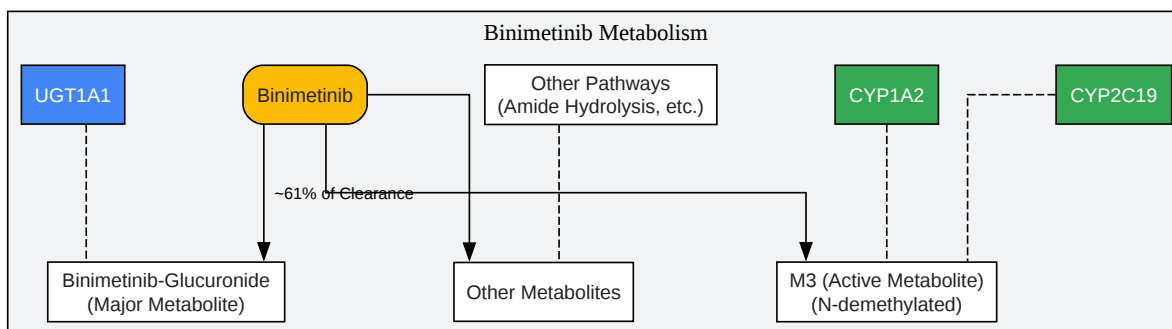 Binimetinib Metabolism
UGT1A1
Binimetinib
Other Pathways
(Amide Hydrolysis, etc.)
CYP1A2
CYP2C19
~61% of Clearance
Binimetinib-Glucuronide
(Major Metabolite)
Other Metabolites
M3 (Active Metabolite)
(N-demethylated)